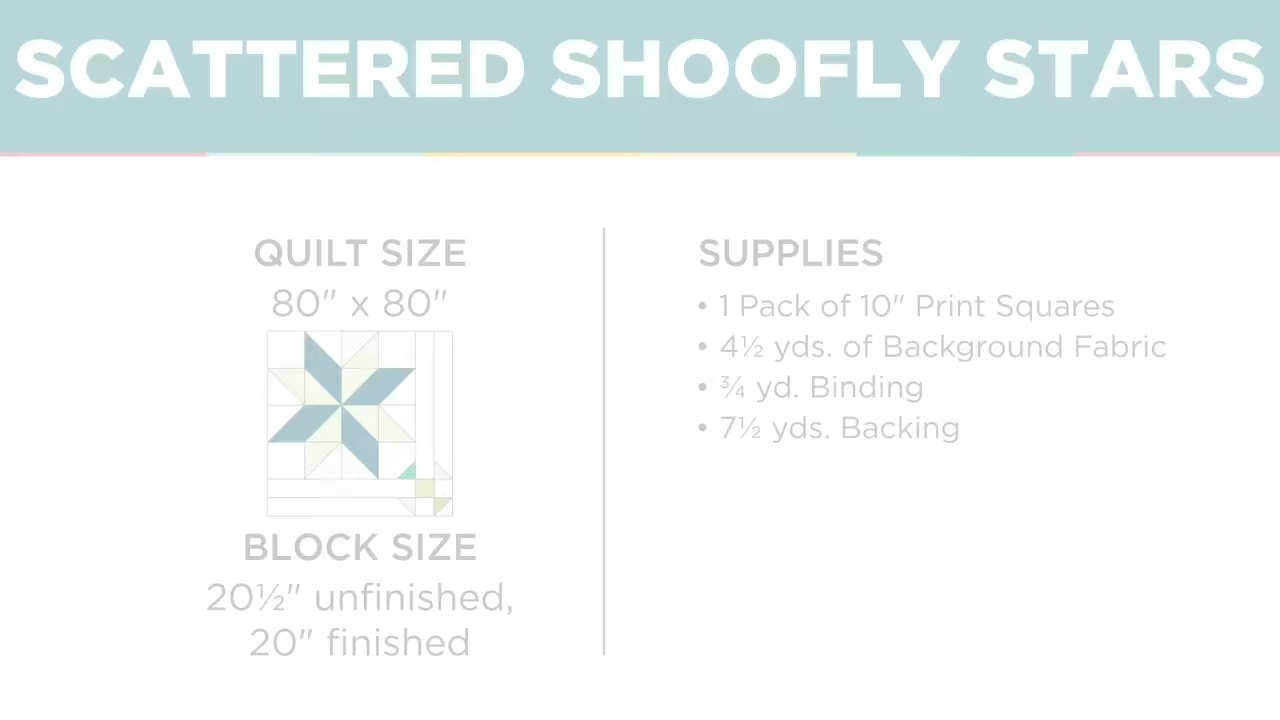 SCATTERED SHOOFLY STARS
QUILT SIZE
80" x 80"
BLOCK SIZE
20½" unfinished,
20" finished
SUPPLIES
• 1 Pack of 10" Print Squares
• 4½ yds. of Background Fabric
• ¾ yd. Binding
• 7½ yds. Backing